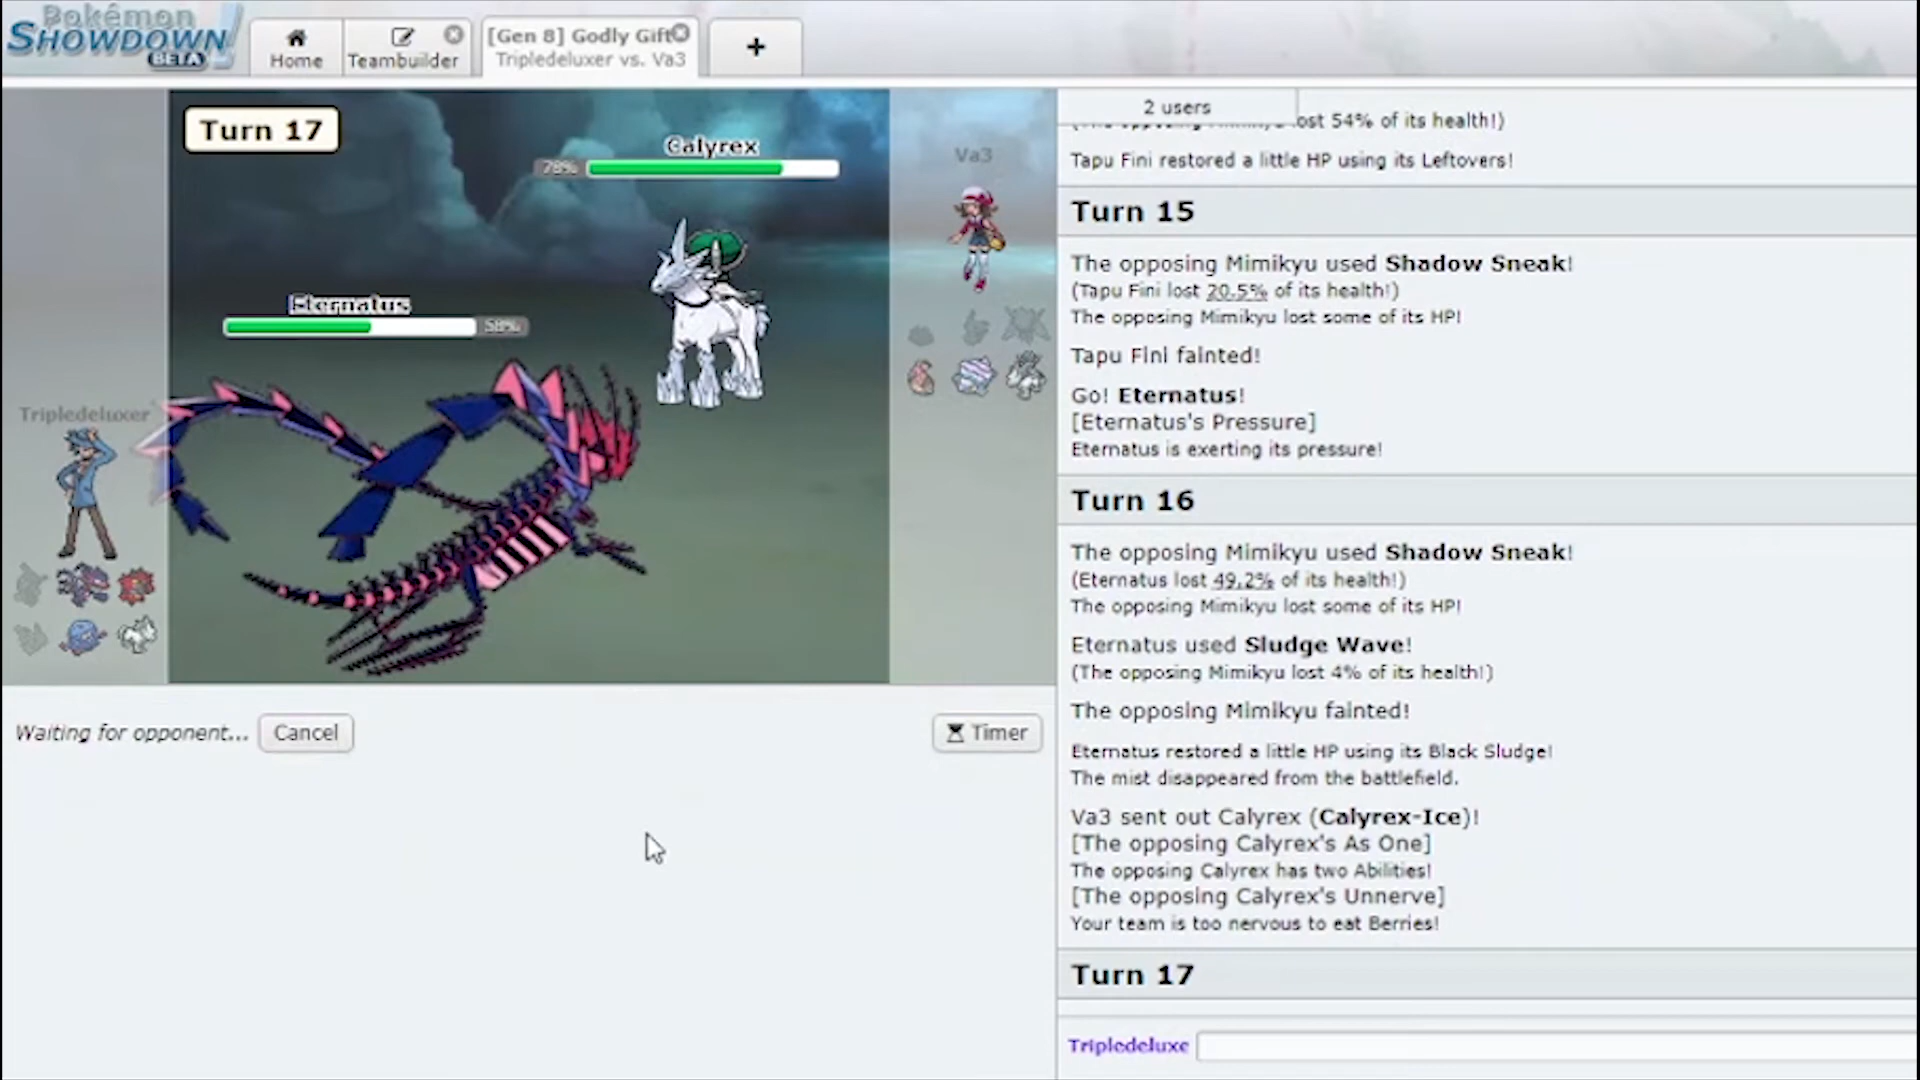 Pokémon
SHOWDOWN
BETA
Home
Teambuilder
[Gen 8] Godly Gift
Tripledeluxer vs. Va3
+
Turn 17
Calyrex
78%
Eternatus
58%
Va3
Tripledeluxer
Waiting for opponent...
Cancel
Timer
2 users
lost 54% of its health!)
Tapu Fini restored a little HP using its Leftovers!
Turn 15
The opposing Mimikyu used Shadow Sneak!
(Tapu Fini lost 20.5% of its health!)
The opposing Mimikyu lost some of its HP!
Tapu Fini fainted!
Go! Eternatus!
[Eternatus's Pressure]
Eternatus is exerting its pressure!
Turn 16
The opposing Mimikyu used Shadow Sneak!
(Eternatus lost 49.2% of its health!)
The opposing Mimikyu lost some of its HP!
Eternatus used Sludge Wave!
(The opposing Mimikyu lost 4% of its health!)
The opposing Mimikyu fainted!
Eternatus restored a little HP using its Black Sludge!
The mist disappeared from the battlefield.
Va3 sent out Calyrex (Calyrex-Ice)!
[The opposing Calyrex's As One]
The opposing Calyrex has two Abilities!
[The opposing Calyrex's Unnerve]
Your team is too nervous to eat Berries!
Turn 17
Tripledeluxe